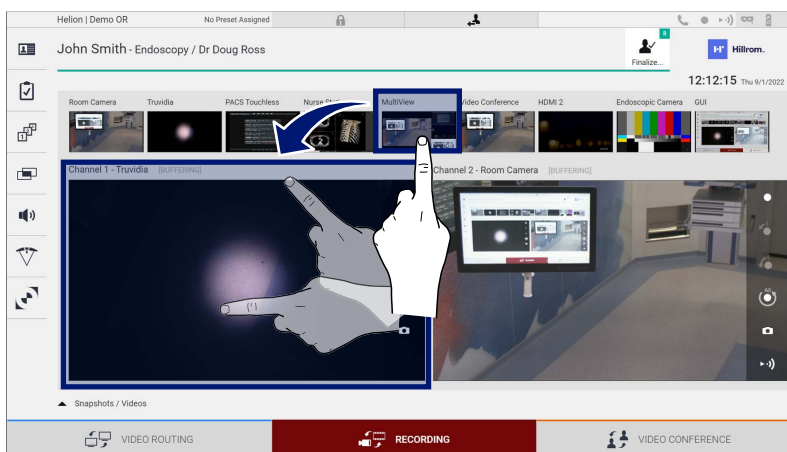 Helion | Demo OR
No Preset Assigned
John Smith - Endoscopy / Dr Doug Ross
8
Finalize...
H·r Hillrom.
12:12:15 Thu 9/1/2022
Room Camera
Truvidia
PACS Touchless
MultiView
Video Conference
HDMI 2
Endoscopic Camera
GUI
Channel 1 - Truvidia [BUFFERING]
Channel 2 - Room Camera [BUFFERING]
All
Snapshots / Videos
VIDEO ROUTING
RECORDING
VIDEO CONFERENCE